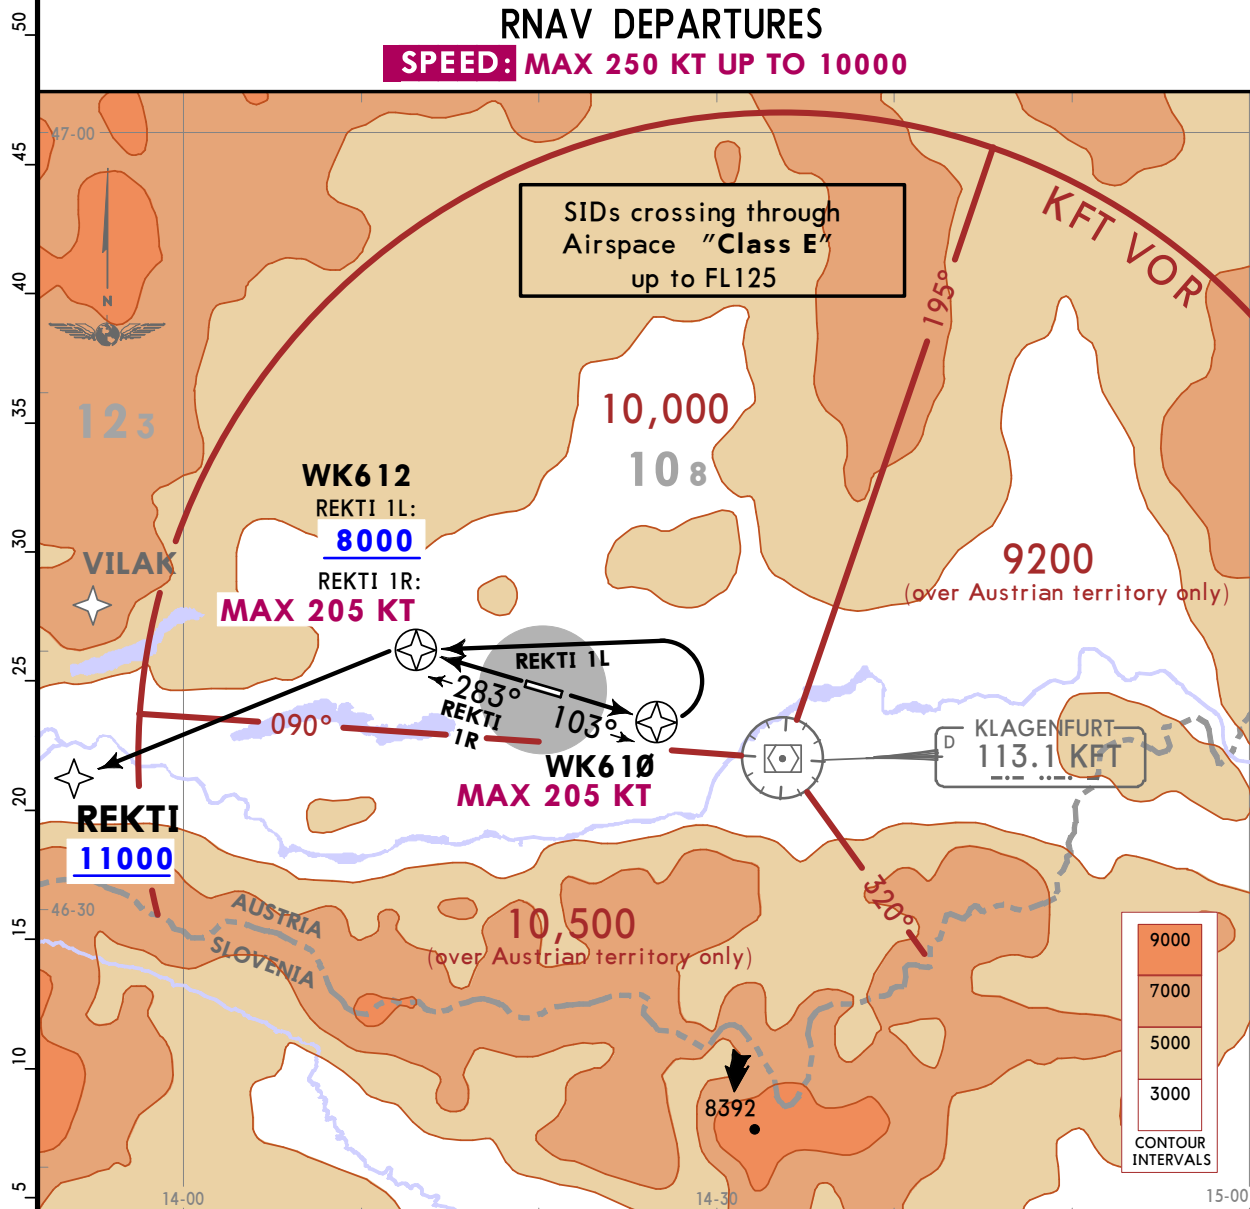 RNAV DEPARTURES
SPEED: MAX 250 KT UP TO 10000
50
45
40
35
30
25
20
15
10
5
47-00
N
SIDs crossing through
Airspace "Class E"
up to FL125
KFT VOR
195°
12 3
10,000
10 8
WK612
REKTI 1L:
8000
REKTI 1R:
MAX 205 KT
VILAK
9200
(over Austrian territory only)
REKTI 1L
283°
REKTI
1R
103°
090°
WK610
MAX 205 KT
KLAGENFURT
D
113.1 KFT
REKTI
11000
46-30
AUSTRIA
SLOVENIA
10,500
(over Austrian territory only)
320°
8392
9000
7000
5000
3000
CONTOUR
INTERVALS
14-00
14-30
15-00